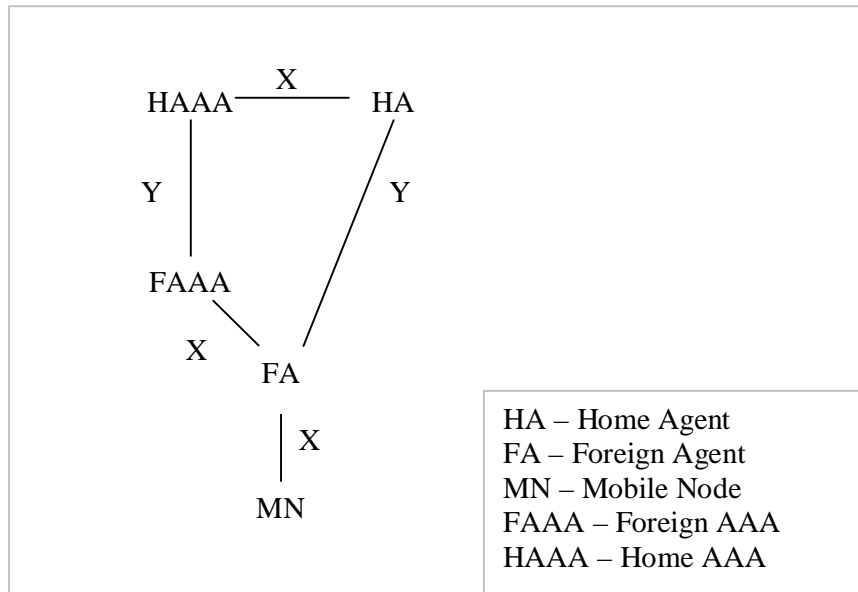 X
HAAA HA
Y Y
FAAA
X
FA
X
MN
HA – Home Agent
FA – Foreign Agent
MN – Mobile Node
FAAA – Foreign AAA
HAAA – Home AAA